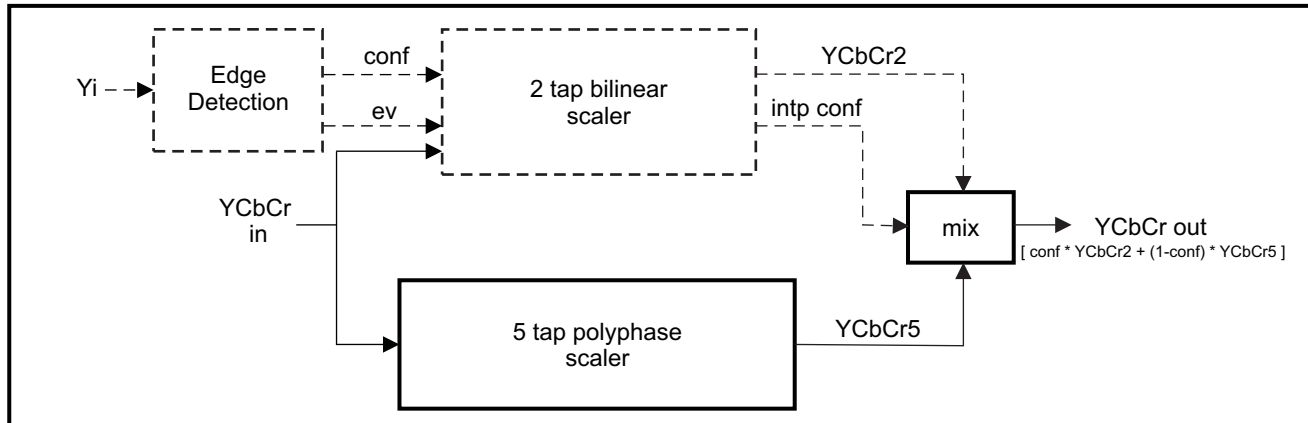 Yi
Edge
Detection
conf
ev
2 tap bilinear
scaler
YCbCr2
intp conf
YCbCr
in
mix
YCbCr out
[ conf * YCbCr2 + (1-conf) * YCbCr5 ]
5 tap polyphase
scaler
YCbCr5